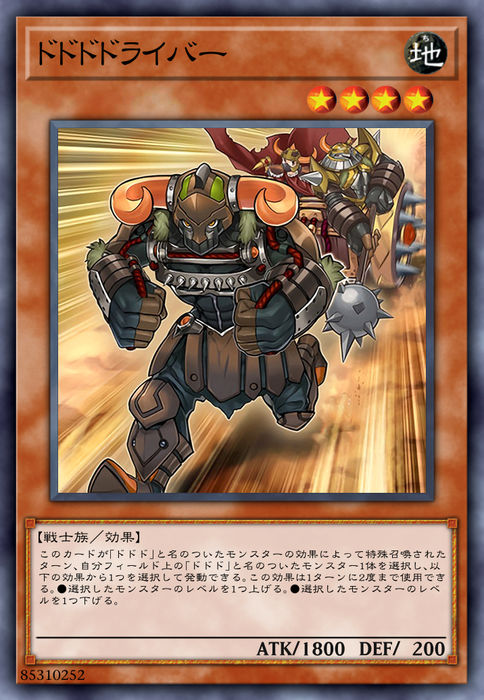 ドドドドライバー
地
ち
【戦士族／効果】
このカードが「ドドド」と名のついたモンスターの効果によって特殊召喚された
ターン、自分フィールド上の「ドドド」と名のついたモンスター1体を選択し、以
下の効果から1つを選択して発動できる。この効果は1ターンに2度まで使用でき
る。●選択したモンスターのレベルを1つ上げる。●選択したモンスターのレベ
ルを1つ下げる。
ATK/1800 DEF/ 200
85310252